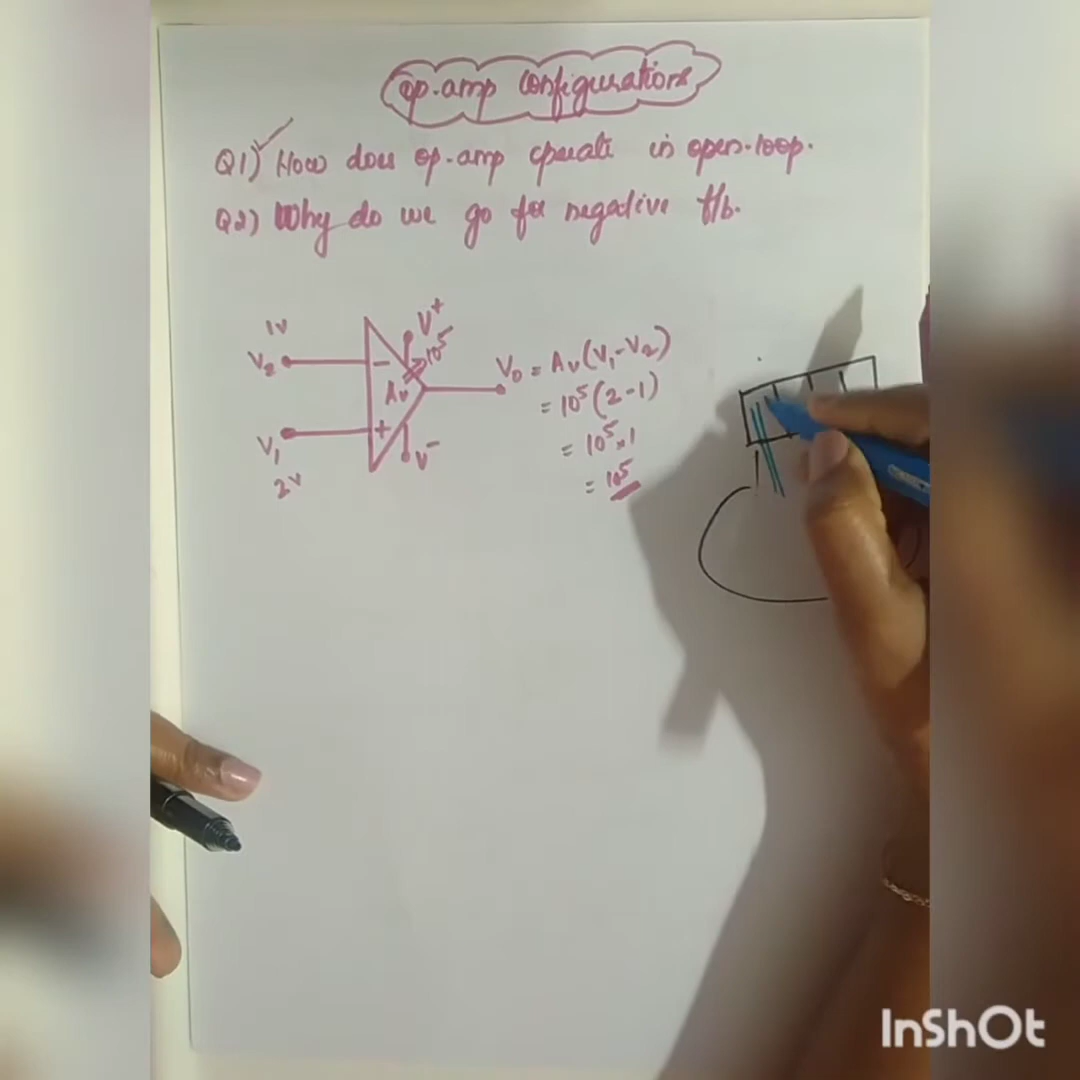 op-amp configurations
Q1) How does op-amp operate in open-loop.
Q2) Why do we go for negative f/b.
1V
V2
V+
10^5
-
Av
V0 = Av(V1-V2)
= 10^5(2-1)
+
V1
V-
= 10^5×1
2V
= 10^5
InShOt